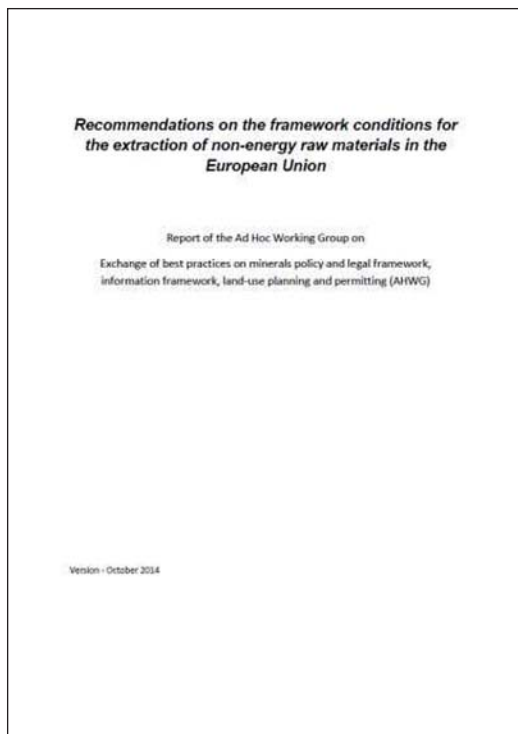 Recommendations on the framework conditions for
the extraction of non-energy raw materials in the
European Union
Report of the Ad Hoc Working Group on
Exchange of best practices on minerals policy and legal framework,
information framework, land-use planning and permitting (AHWG)
Version - October 2014